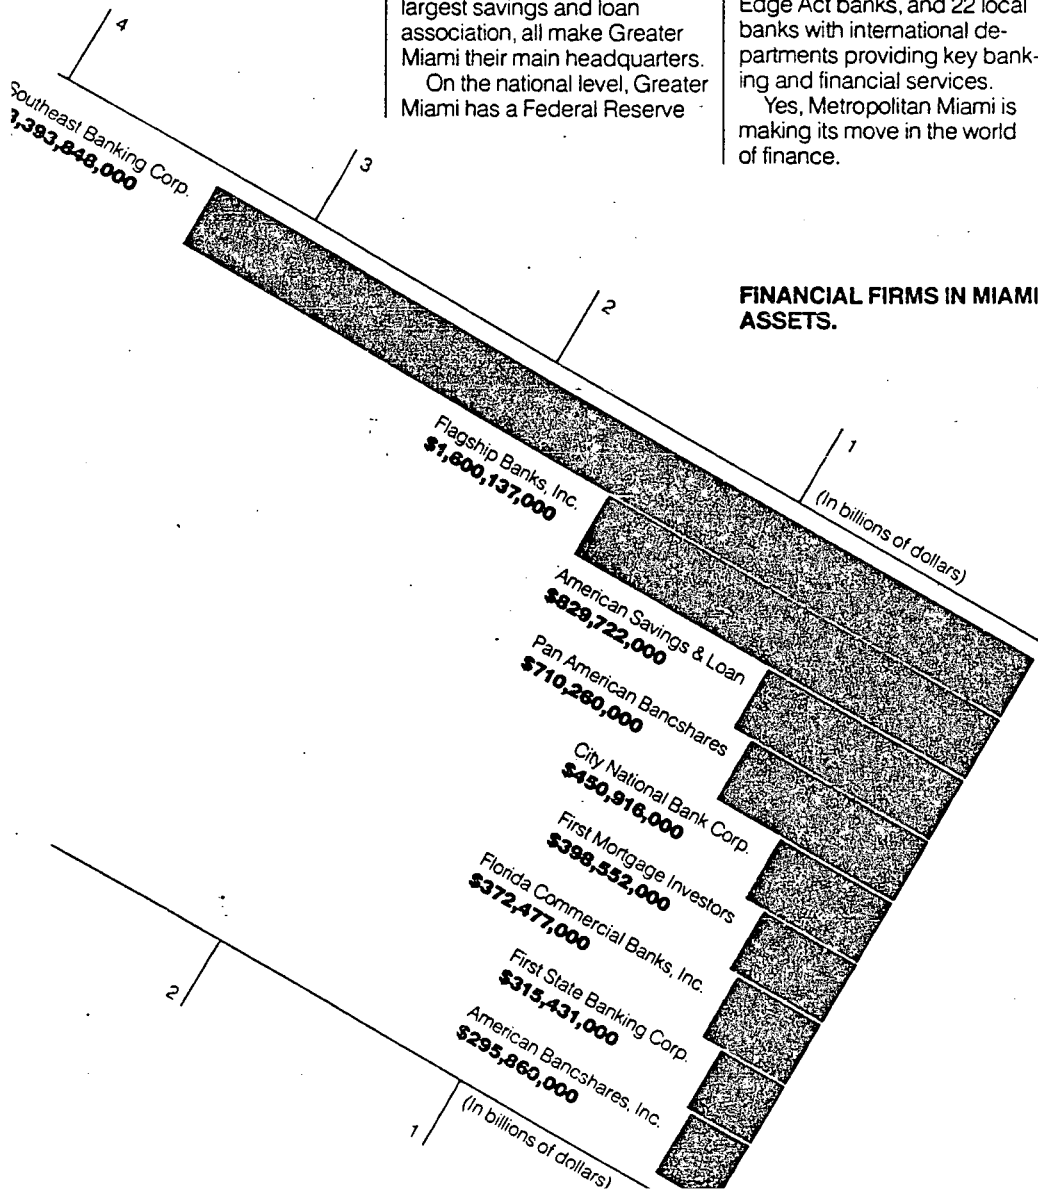 largest savings and loan
association, all make Greater
Miami their main headquarters.
On the national level, Greater
Miami has a Federal Reserve
Edge Act banks, and 22 local
banks with international de-
partments providing key bank-
ing and financial services.
Yes, Metropolitan Miami is
making its move in the world
of finance.
FINANCIAL FIRMS IN MIAMI
ASSETS.
4
3
2
1
(In billions of dollars)
Southeast Banking Corp.
3,393,848,000
Flagship Banks, Inc.
$1,600,137,000
American Savings & Loan
$829,722,000
Pan American Bancshares
$710,260,000
City National Bank Corp.
$450,916,000
First Mortgage Investors
$398,552,000
Florida Commercial Banks, Inc.
$372,477,000
First State Banking Corp.
$315,431,000
American Bancshares, Inc.
$295,860,000
2
1
(In billions of dollars)